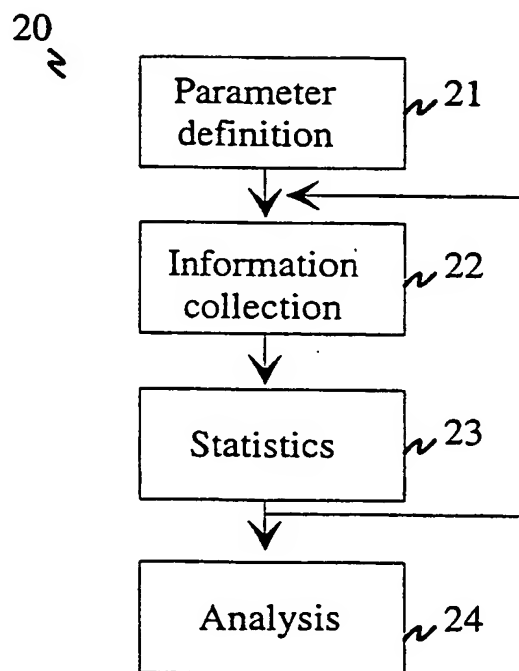 20
Parameter
definition
21
Information
collection
22
Statistics
23
Analysis
24